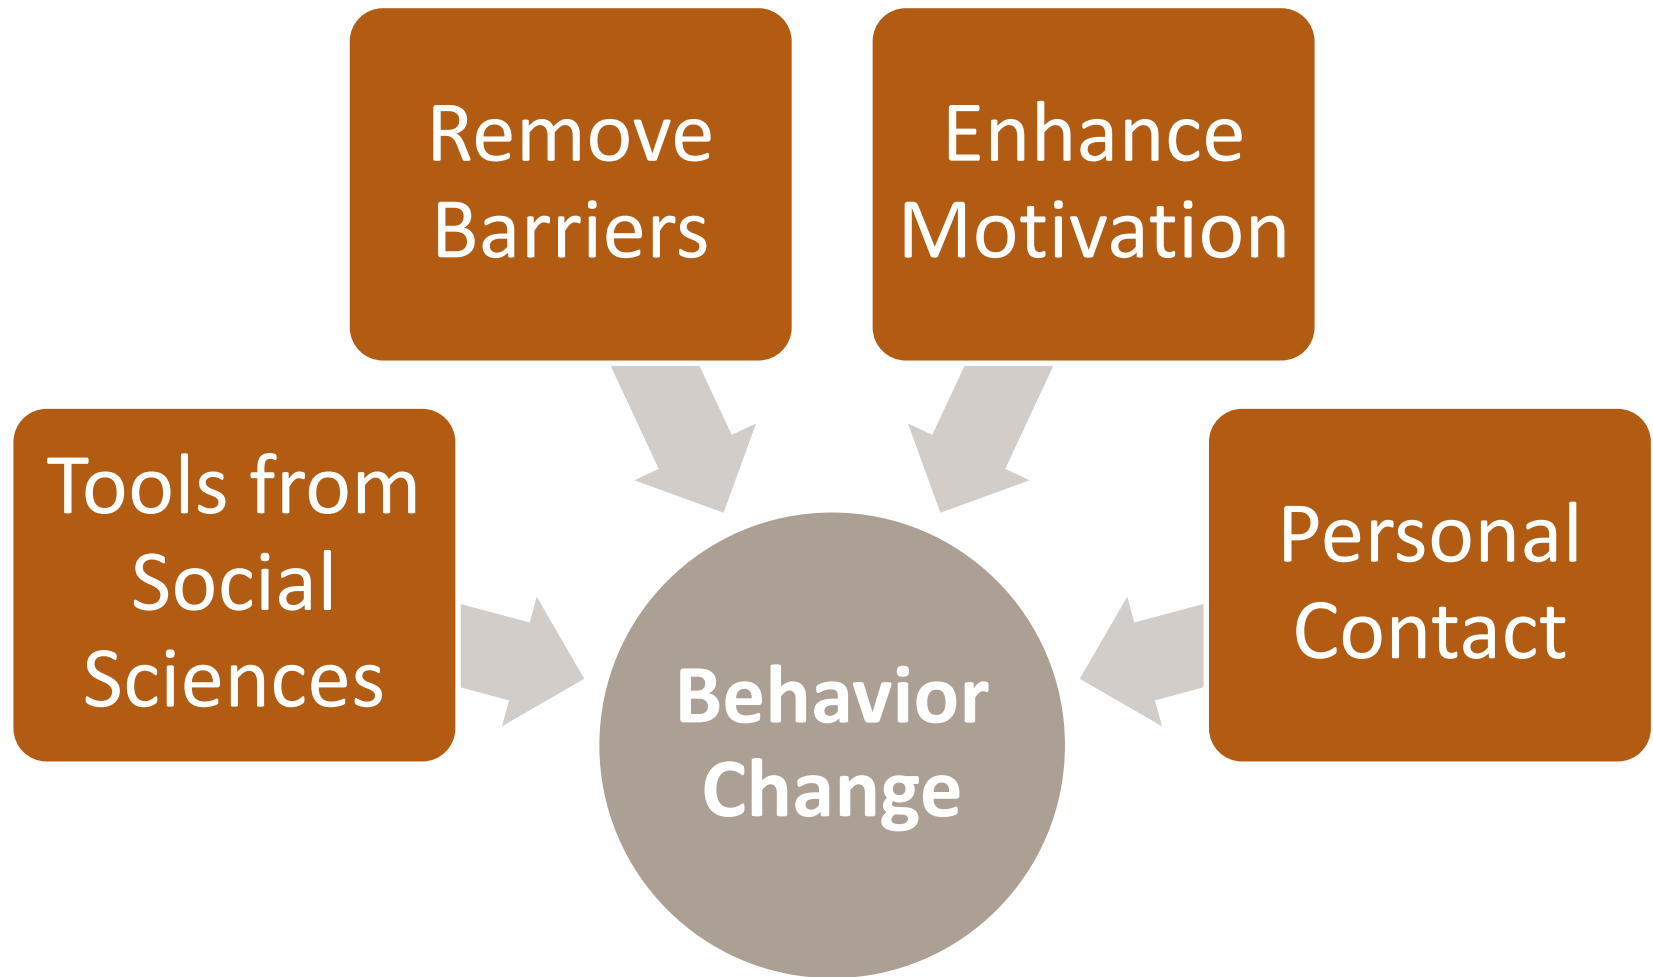 Remove
Barriers
Enhance
Motivation
Tools from
Social
Sciences
Personal
Contact
Behavior
Change